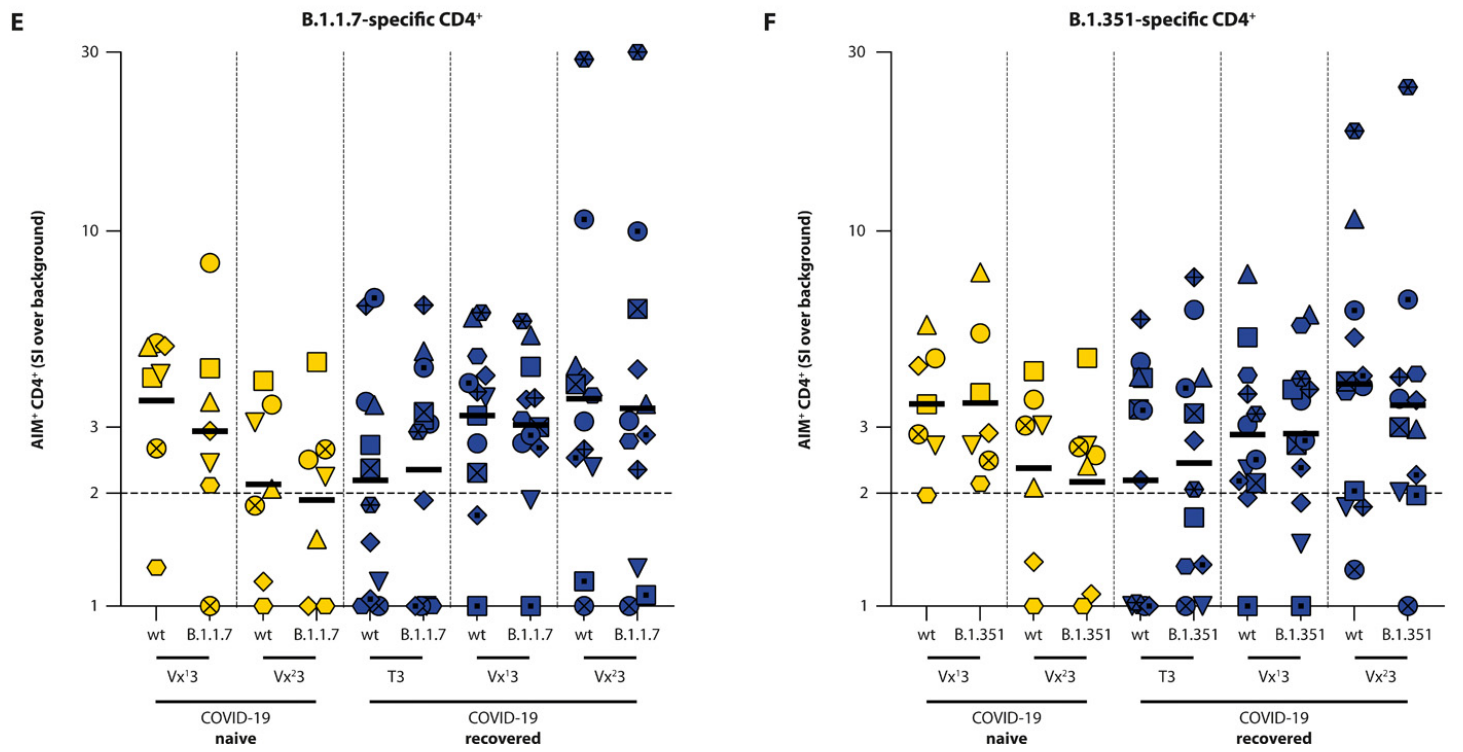 E
B.1.1.7-specific CD4⁺
AIM⁺ CD4⁺ (SI over background)
30
10
3
2
1
wt B.1.1.7 wt B.1.1.7 wt B.1.1.7 wt B.1.1.7 wt B.1.1.7
Vx¹3 Vx²3 T3 Vx¹3 Vx²3
COVID-19 COVID-19
naive recovered
F
B.1.351-specific CD4⁺
AIM⁺ CD4⁺ (SI over background)
30
10
3
2
1
wt B.1.351 wt B.1.351 wt B.1.351 wt B.1.351 wt B.1.351
Vx¹3 Vx²3 T3 Vx¹3 Vx²3
COVID-19 COVID-19
naive recovered